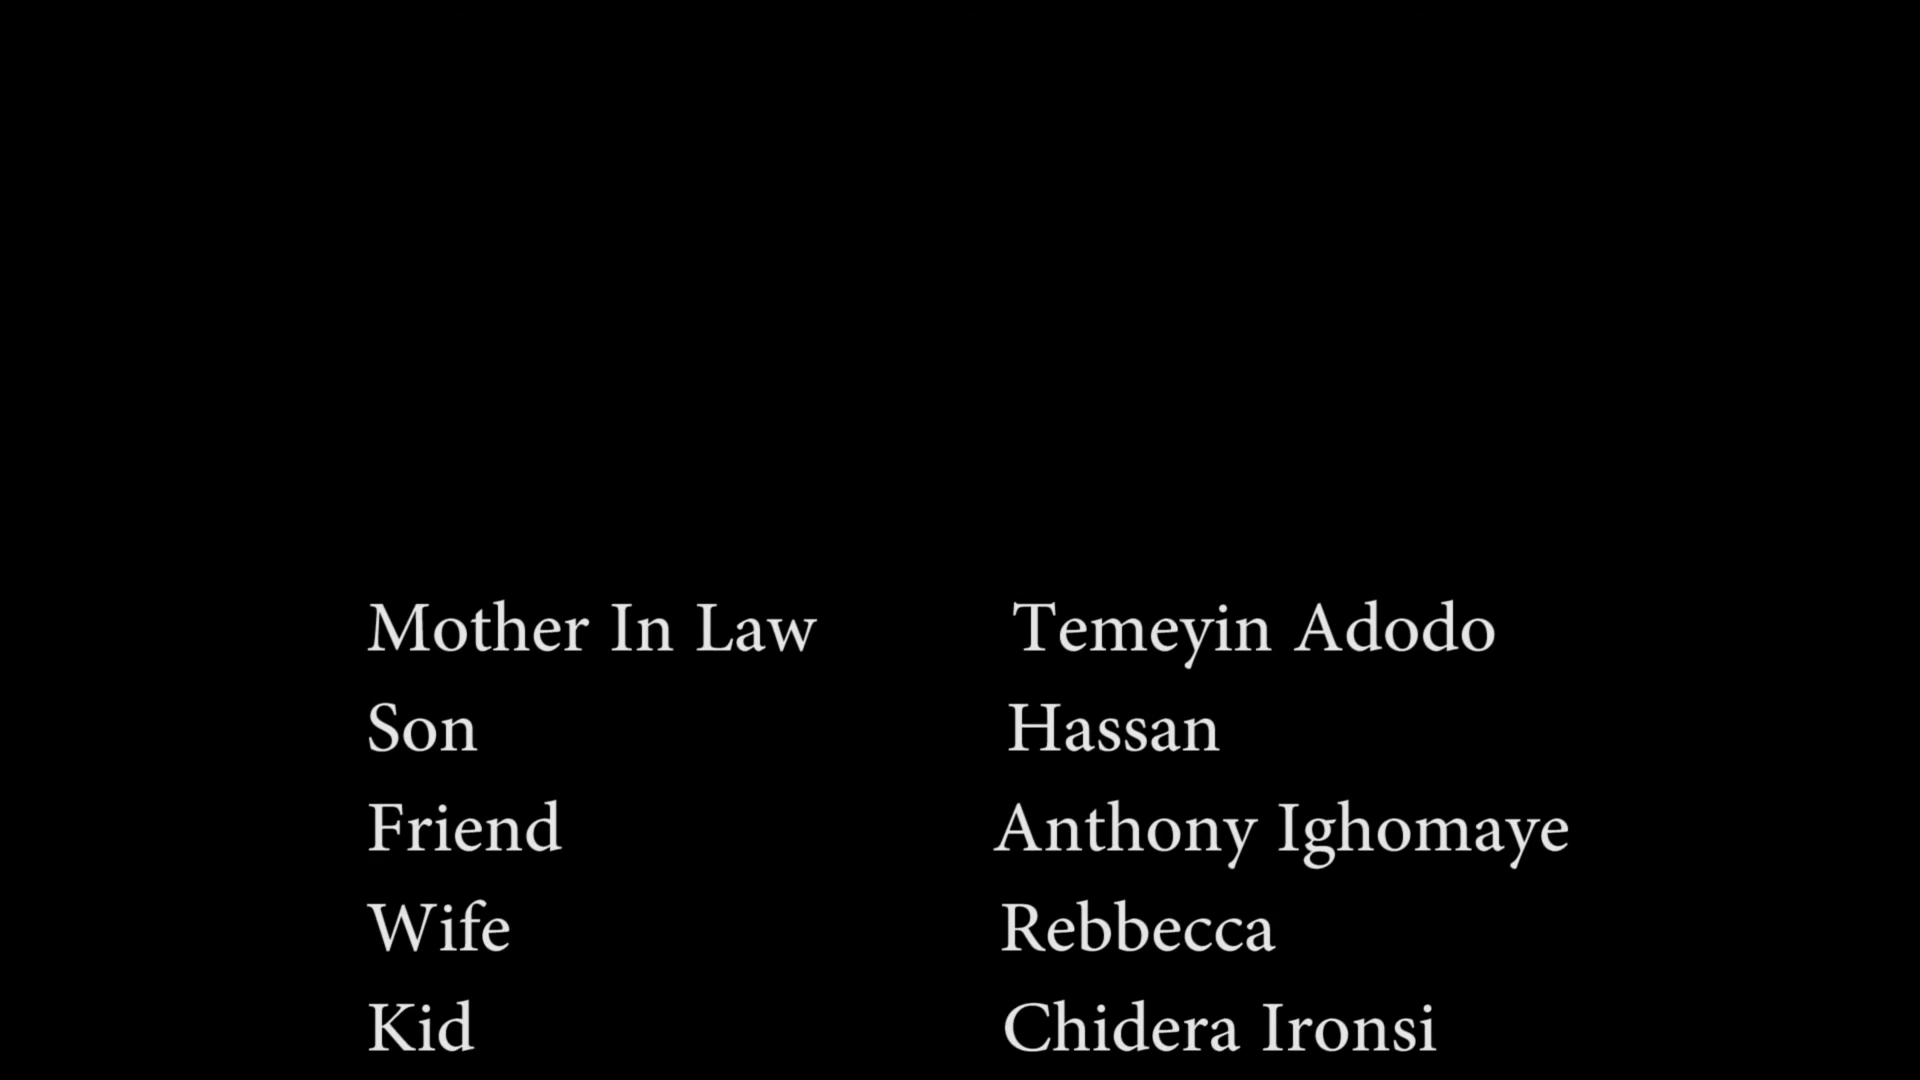 Mother In Law Temeyin Adodo
Son Hassan
Friend Anthony Ighomaye
Wife Rebbecca
Kid Chidera Ironsi